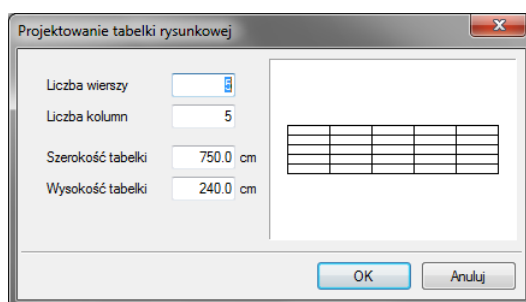 Projektowanie tabelki rysunkowej
Liczba wierszy 5
Liczba kolumn 5
Szerokość tabelki 750.0 cm
Wysokość tabelki 240.0 cm
OK Anuluj